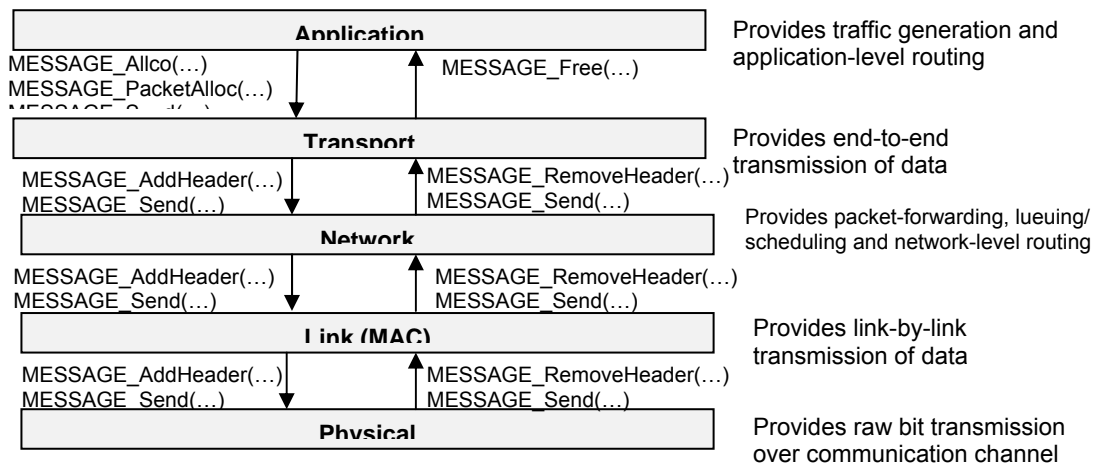 Application
Provides traffic generation and
application-level routing
MESSAGE_Allco(…)
MESSAGE_PacketAlloc(…)
MESSAGE_Send(…)
MESSAGE_Free(…)
Transport
Provides end-to-end
transmission of data
MESSAGE_AddHeader(…)
MESSAGE_Send(…)
MESSAGE_RemoveHeader(…)
MESSAGE_Send(…)
Network
Provides packet-forwarding, lueuing/
scheduling and network-level routing
MESSAGE_AddHeader(…)
MESSAGE_Send(…)
MESSAGE_RemoveHeader(…)
MESSAGE_Send(…)
Link (MAC)
Provides link-by-link
transmission of data
MESSAGE_AddHeader(…)
MESSAGE_Send(…)
MESSAGE_RemoveHeader(…)
MESSAGE_Send(…)
Physical
Provides raw bit transmission
over communication channel